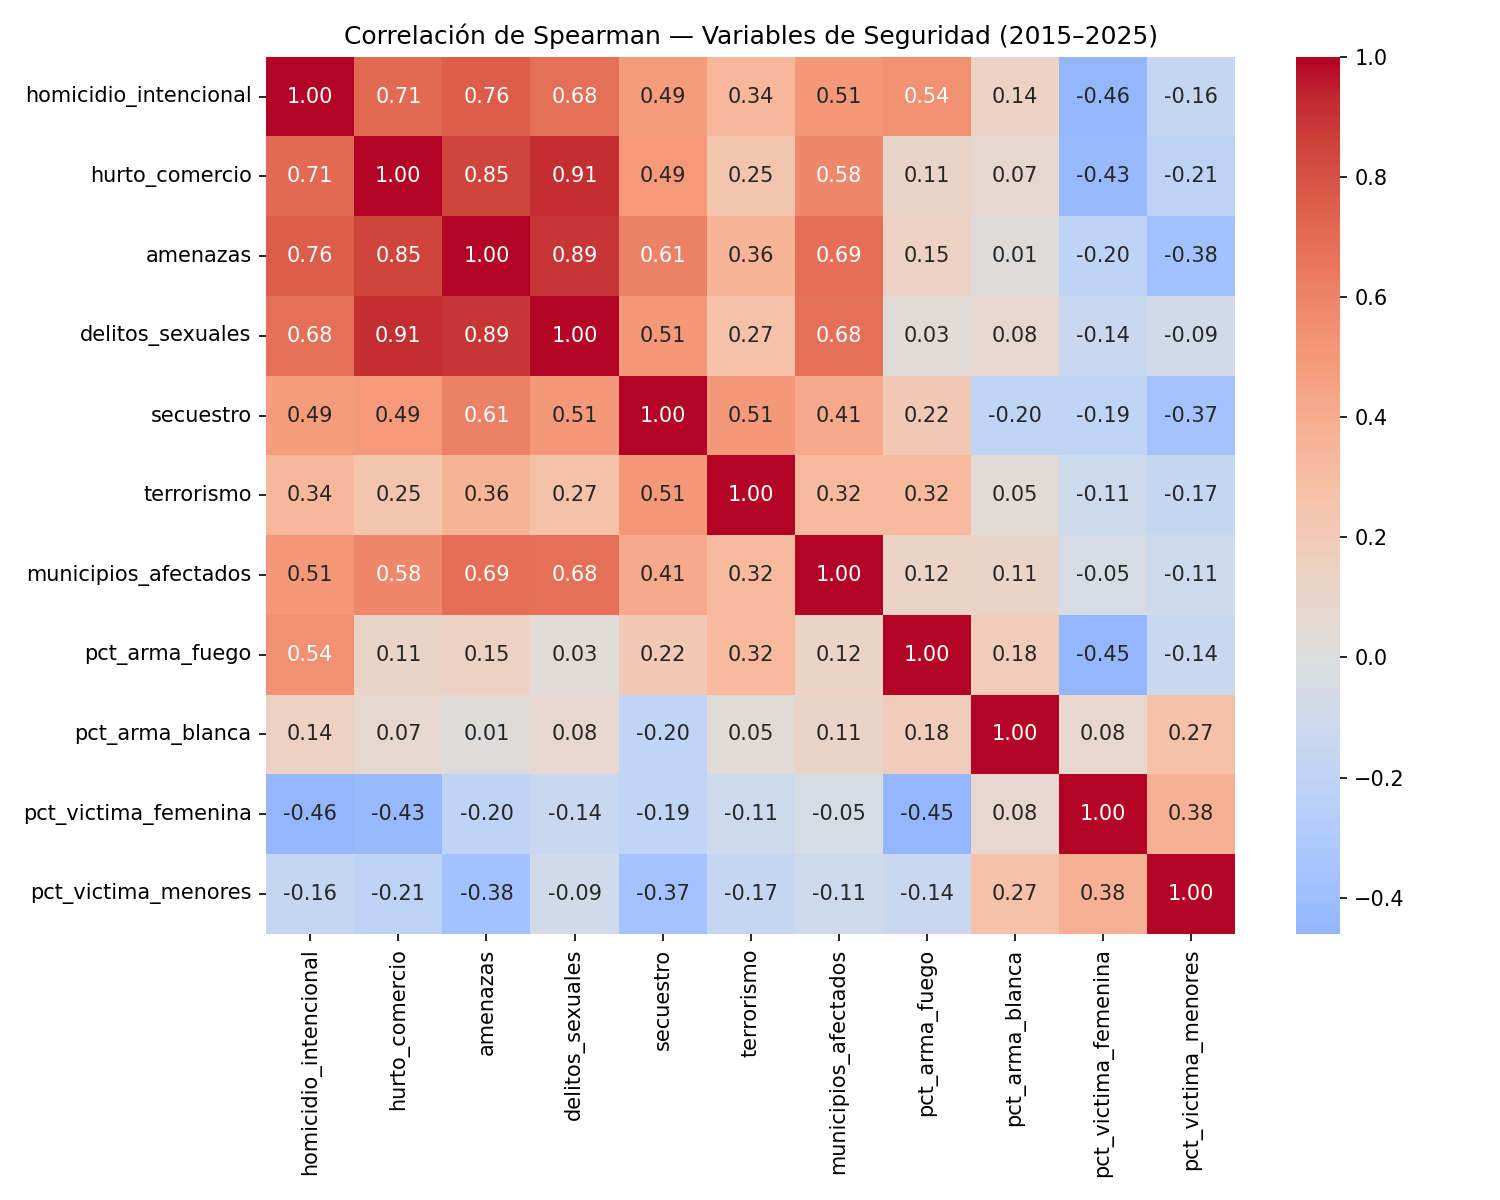 Correlación de Spearman — Variables de Seguridad (2015–2025)
homicidio_intencional 1.00 0.71 0.76 0.68 0.49 0.34 0.51 0.54 0.14 -0.46 -0.16
hurto_comercio 0.71 1.00 0.85 0.91 0.49 0.25 0.58 0.11 0.07 -0.43 -0.21
amenazas 0.76 0.85 1.00 0.89 0.61 0.36 0.69 0.15 0.01 -0.20 -0.38
delitos_sexuales 0.68 0.91 0.89 1.00 0.51 0.27 0.68 0.03 0.08 -0.14 -0.09
secuestro 0.49 0.49 0.61 0.51 1.00 0.51 0.41 0.22 -0.20 -0.19 -0.37
terrorismo 0.34 0.25 0.36 0.27 0.51 1.00 0.32 0.32 0.05 -0.11 -0.17
municipios_afectados 0.51 0.58 0.69 0.68 0.41 0.32 1.00 0.12 0.11 -0.05 -0.11
pct_arma_fuego 0.54 0.11 0.15 0.03 0.22 0.32 0.12 1.00 0.18 -0.45 -0.14
pct_arma_blanca 0.14 0.07 0.01 0.08 -0.20 0.05 0.11 0.18 1.00 0.08 0.27
pct_victima_femenina -0.46 -0.43 -0.20 -0.14 -0.19 -0.11 -0.05 -0.45 0.08 1.00 0.38
pct_victima_menores -0.16 -0.21 -0.38 -0.09 -0.37 -0.17 -0.11 -0.14 0.27 0.38 1.00
homicidio_intencional
hurto_comercio
amenazas
delitos_sexuales
secuestro
terrorismo
municipios_afectados
pct_arma_fuego
pct_arma_blanca
pct_victima_femenina
pct_victima_menores
1.0
0.8
0.6
0.4
0.2
0.0
−0.2
−0.4